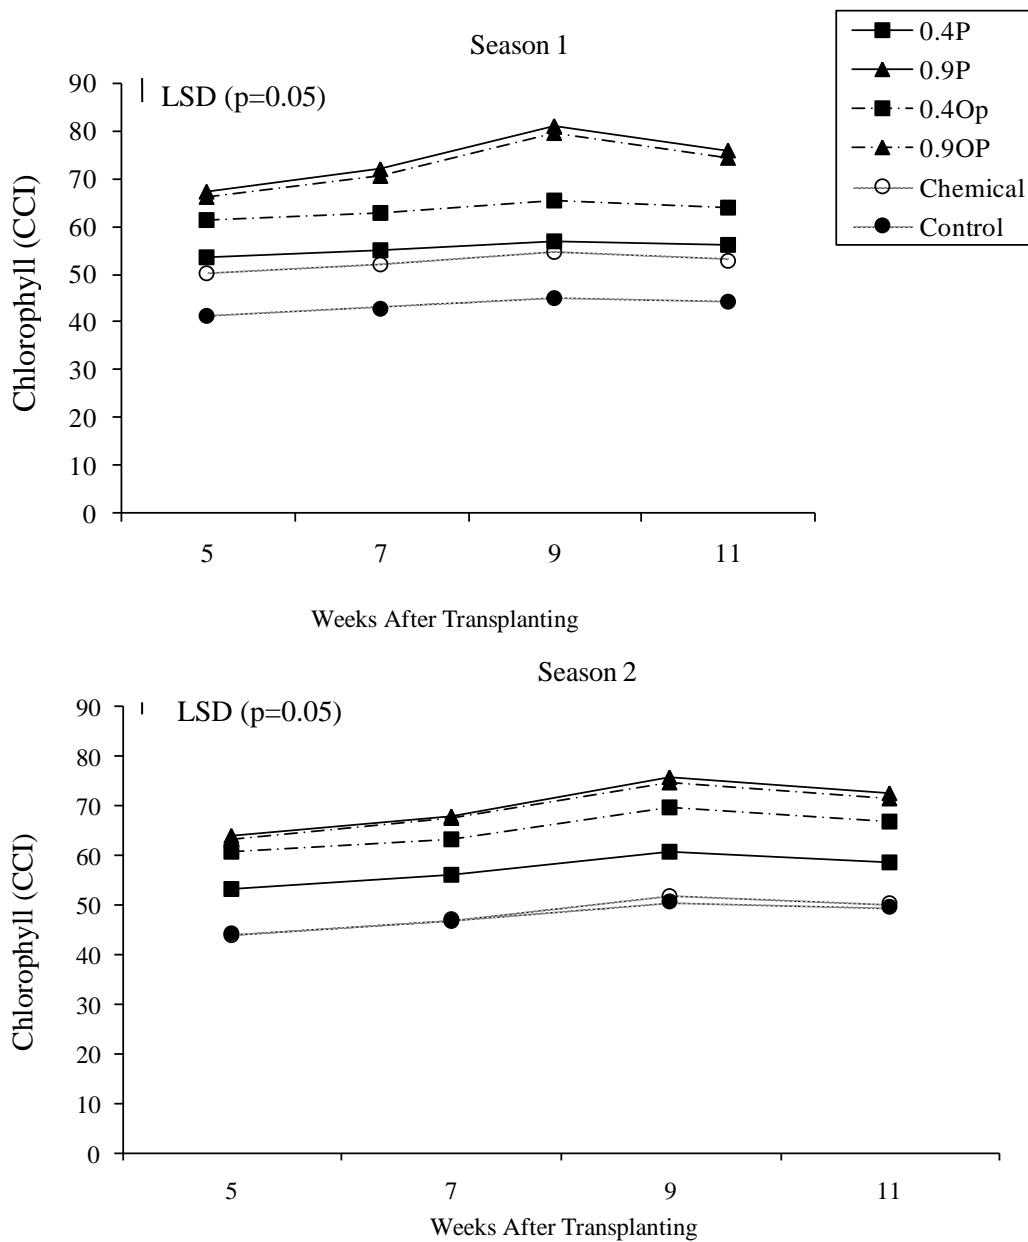 Season 1
0.4P
0.9P
0.4Op
0.9OP
Chemical
Control
LSD (p=0.05)
Chlorophyll (CCI)
90
80
70
60
50
40
30
20
10
0
5 7 9 11
Weeks After Transplanting
Season 2
LSD (p=0.05)
Chlorophyll (CCI)
90
80
70
60
50
40
30
20
10
0
5 7 9 11
Weeks After Transplanting